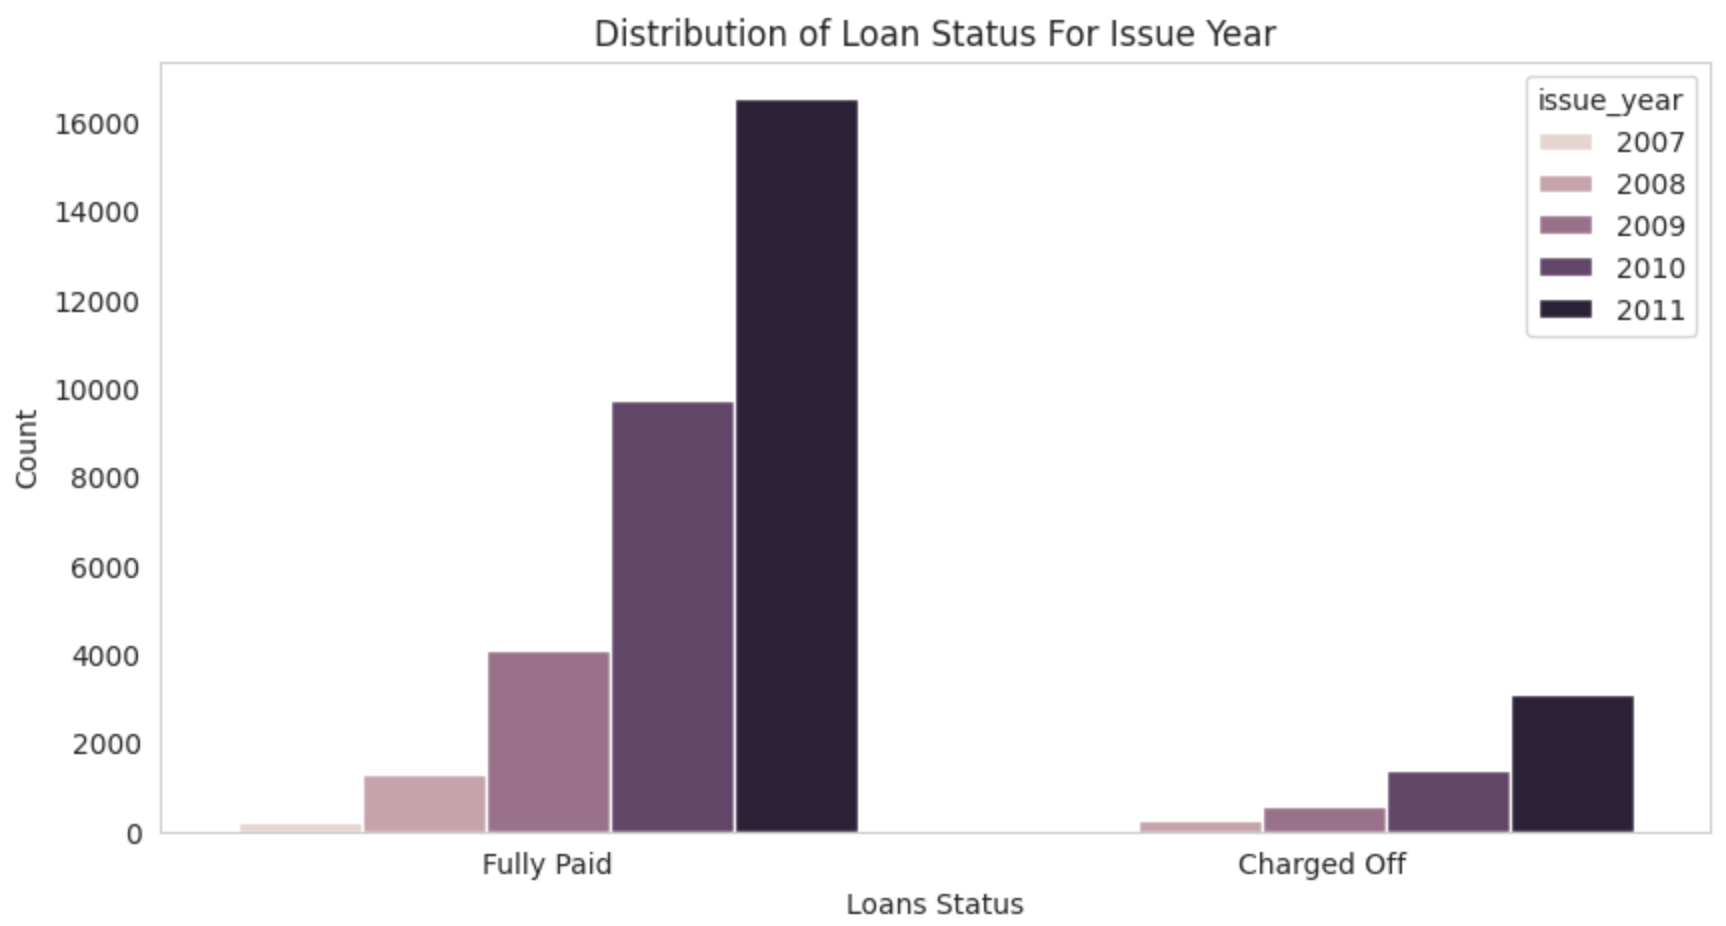 Distribution of Loan Status For Issue Year
issue_year
2007
2008
2009
2010
2011
Count
16000
14000
12000
10000
8000
6000
4000
2000
0
Fully Paid
Charged Off
Loans Status